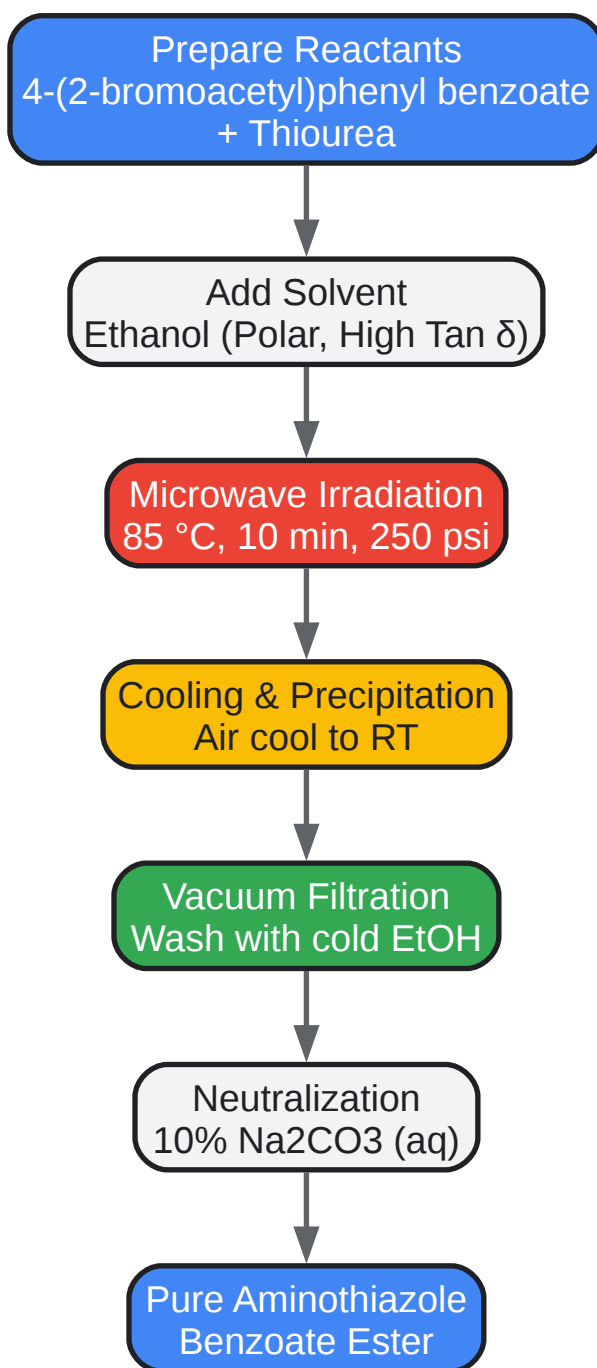 Prepare Reactants
4-(2-bromoacetyl)phenyl benzoate
+ Thiourea
Add Solvent
Ethanol (Polar, High Tan δ)
Microwave Irradiation
85 °C, 10 min, 250 psi
Cooling & Precipitation
Air cool to RT
Vacuum Filtration
Wash with cold EtOH
Neutralization
10% Na2CO3 (aq)
Pure Aminothiazole
Benzoate Ester